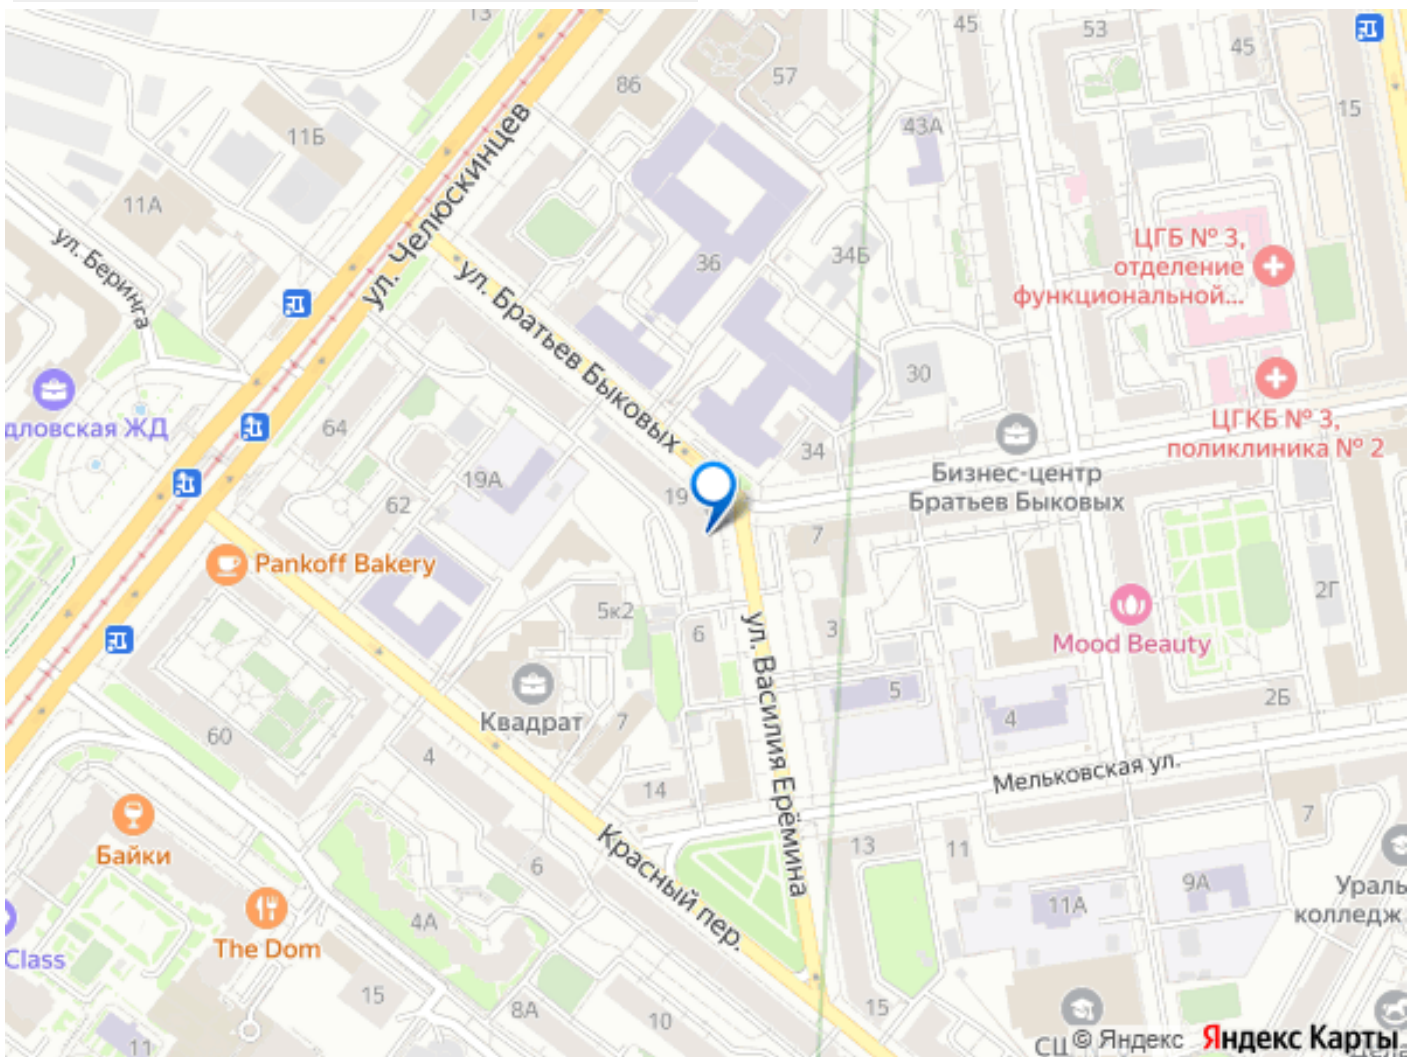 13
45
53
45
57
86
15
11Б
43А
11А
ул. Челюскинцев
ул. Беринга
36
34Б
ЦГБ № 3,
отделение
функциональной...
ул. Братьев Быковых
30
ЦГКБ № 3,
поликлиника № 2
дловская ЖД
64
34
Бизнес-центр
Братьев Быковых
19А
19
62
7
Pankoff Bakery
2Г
5к2
6
3
Mood Beauty
ул. Василия Ерёмина
5
4
2Б
Квадрат
7
60
4
Мельковская ул.
14
7
Байки
Красный пер.
6
13
11
9А
Ураль
колледж
4А
11А
The Dom
Class
15
8А
10
15
11
СЦ
© Яндекс
Яндекс Карты